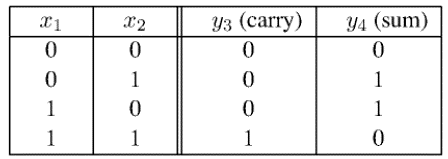 x₁ x₂ y₃ (carry) y₄ (sum)
0 0 0 0
0 1 0 1
1 0 0 1
1 1 1 0